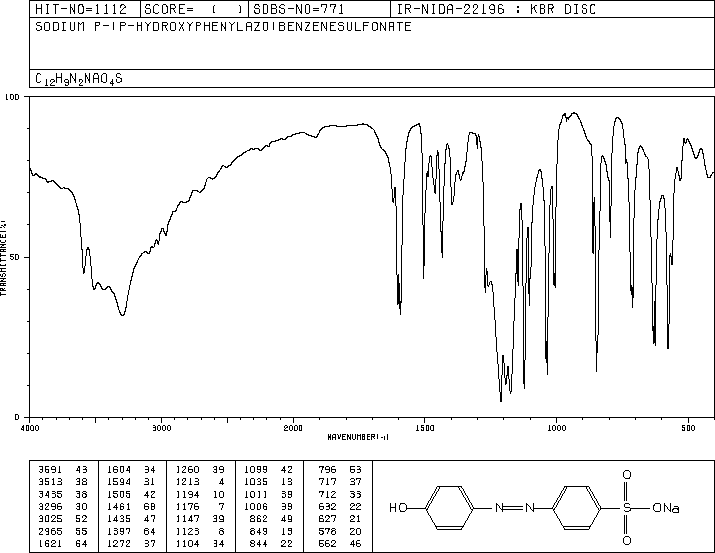 HIT-NO=1112 SCORE= ( ) SDBS-NO=771 IR-NIDA-22196 : KBR DISC
SODIUM P-(P-HYDROXYPHENYLAZO)BENZENESULFONATE
C12H9N2NAO4S
100
TRANSMITTANCE(%)
50
0
4000 3000 2000 1500 1000 500
WAVENUMBER(-1)
3591 43 1604 34 1260 39 1099 42 796 53
3513 38 1594 31 1213 4 1035 13 717 37
3435 38 1505 42 1194 10 1011 39 712 33
3296 30 1461 68 1176 7 1006 39 632 22
3025 52 1435 47 1147 39 862 49 627 21
2965 55 1397 64 1123 8 849 19 578 20
1621 64 1272 37 1104 34 844 22 562 46
O
HO N=N S ONa
O